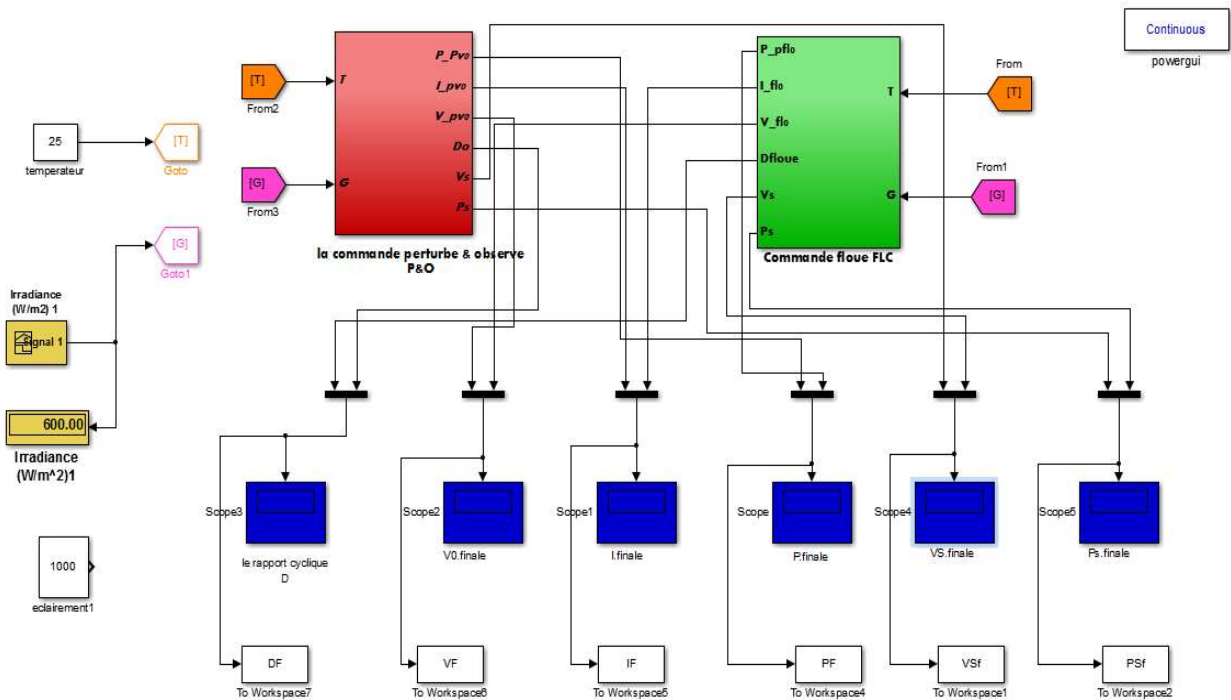 Continuous
powergui
P_Pv0
I_pv0
V_pv0
Do
Vs
Ps
T
G
la commande perturbe & observe
P&O
[T]
From2
[G]
From3
25
temperateur
[T]
Goto
[G]
Goto1
P_pfl0
I_fl0
V_fl0
Dfloue
Vs
Ps
T
G
Commande floue FLC
From
[T]
From1
[G]
Irradiance
(W/m2) 1
Signal 1
600.00
Irradiance
(W/m^2)1
1000
eclairement1
Scope3
le rapport cyclique
D
Scope2
V0.finale
Scope1
I.finale
Scope
P.finale
Scope4
VS.finale
Scope5
Ps.finale
DF
To Workspace7
VF
To Workspace6
IF
To Workspace5
PF
To Workspace4
VSf
To Workspace1
PSf
To Workspace2